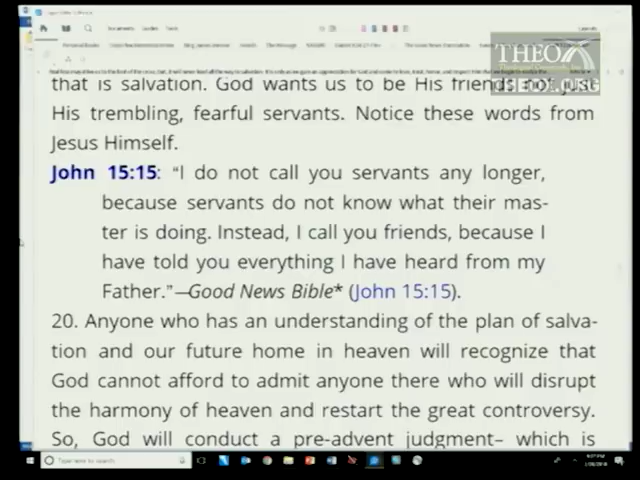 THEO
that is salvation. God wants us to be His friends not just
His trembling, fearful servants. Notice these words from
Jesus Himself.
John 15:15: “I do not call you servants any longer,
because servants do not know what their mas-
ter is doing. Instead, I call you friends, because I
have told you everything I have heard from my
Father.”—Good News Bible* (John 15:15).
20. Anyone who has an understanding of the plan of salva-
tion and our future home in heaven will recognize that
God cannot afford to admit anyone there who will disrupt
the harmony of heaven and restart the great controversy.
So, God will conduct a pre-advent judgment– which is
Type here to search